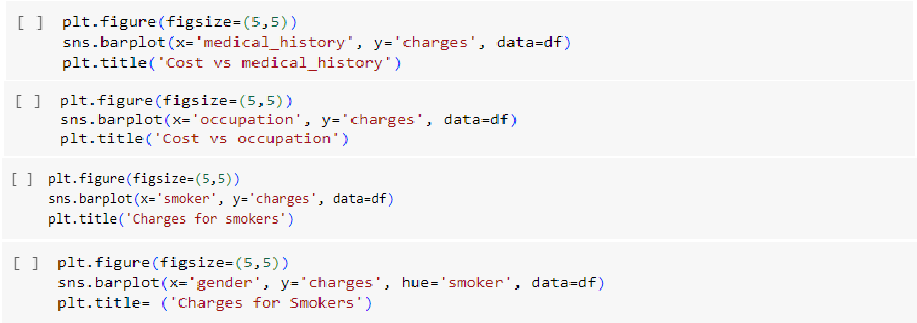 [ ] plt.figure(figsize=(5,5))
sns.barplot(x='medical_history', y='charges', data=df)
plt.title('Cost vs medical_history')
[ ] plt.figure(figsize=(5,5))
sns.barplot(x='occupation', y='charges', data=df)
plt.title('Cost vs occupation')
[ ] plt.figure(figsize=(5,5))
sns.barplot(x='smoker', y='charges', data=df)
plt.title('Charges for smokers')
[ ] plt.figure(figsize=(5,5))
sns.barplot(x='gender', y='charges', hue='smoker', data=df)
plt.title= ('Charges for Smokers')